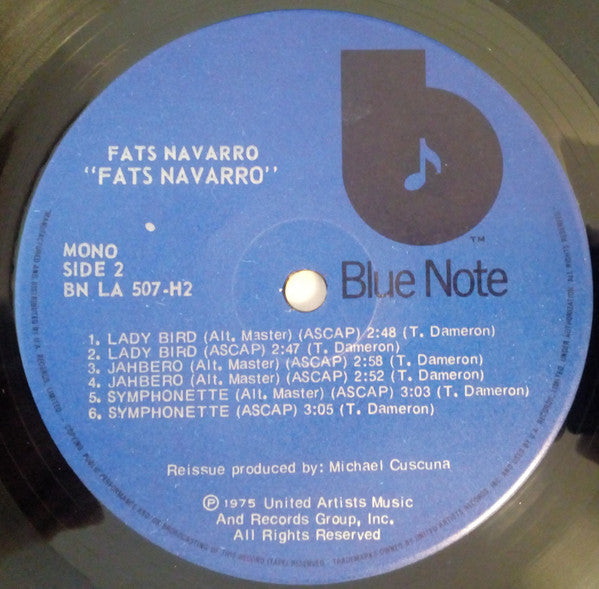 FATS NAVARRO
"FATS NAVARRO"
MONO
SIDE 2
BN LA 507-H2
b
TM
Blue Note
1. LADY BIRD (Alt. Master) (ASCAP) 2:48 (T. Dameron)
2. LADY BIRD (ASCAP) 2:47 (T. Dameron)
3. JAHBERO (Alt. Master) (ASCAP) 2:58 (T. Dameron)
4. JAHBERO (Alt. Master) (ASCAP) 2:52 (T. Dameron)
5. SYMPHONETTE (Alt. Master) (ASCAP) 3:03 (T. Dameron)
6. SYMPHONETTE (ASCAP) 3:05 (T. Dameron)
Reissue produced by: Michael Cuscuna
Ⓟ 1975 United Artists Music
And Records Group, Inc.
All Rights Reserved